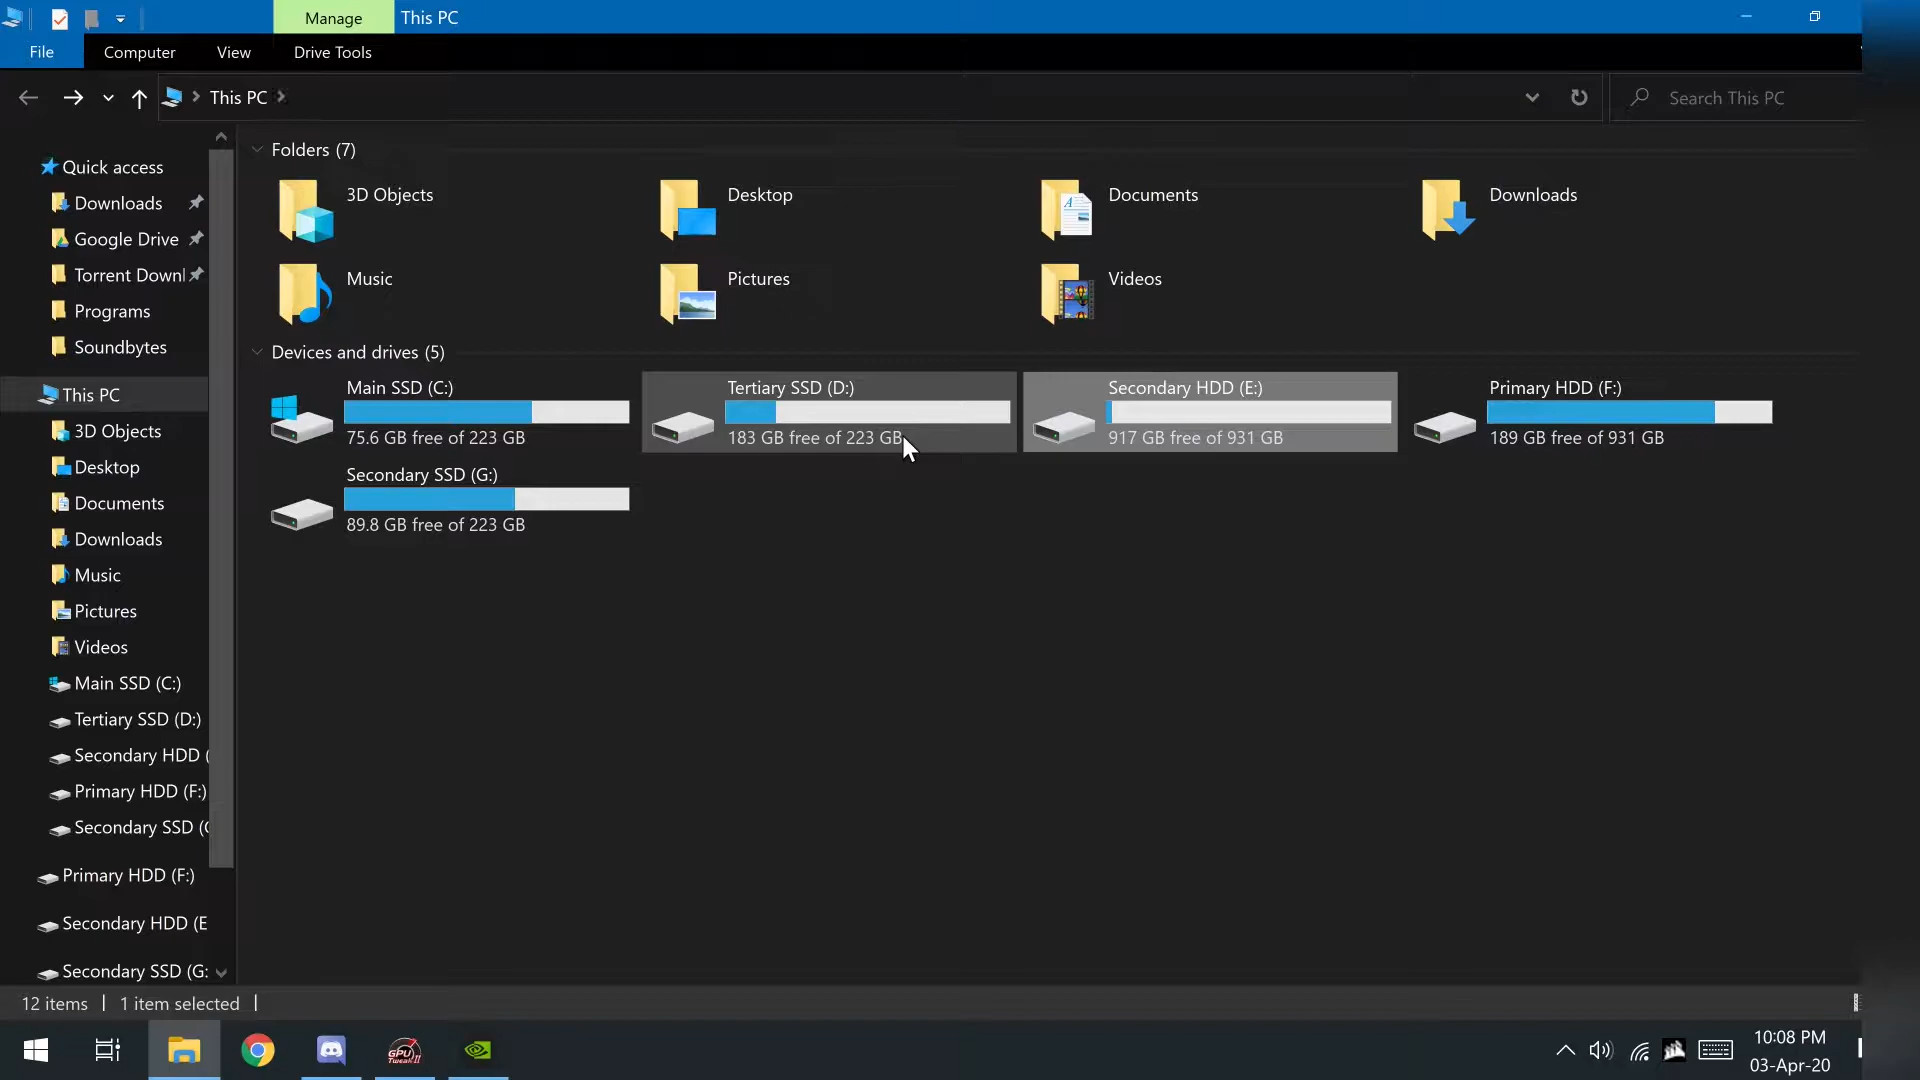 Manage
This PC
File
Computer
View
Drive Tools
This PC
Search This PC
Quick access
Downloads
Google Drive
Torrent Downl
Programs
Soundbytes
This PC
3D Objects
Desktop
Documents
Downloads
Music
Pictures
Videos
Main SSD (C:)
Tertiary SSD (D:)
Secondary HDD (
Primary HDD (F:)
Secondary SSD (G
Primary HDD (F:)
Secondary HDD (E
Secondary SSD (G:
Folders (7)
3D Objects
Desktop
Documents
Downloads
Music
Pictures
Videos
Devices and drives (5)
Main SSD (C:)
75.6 GB free of 223 GB
Tertiary SSD (D:)
183 GB free of 223 GB
Secondary HDD (E:)
917 GB free of 931 GB
Primary HDD (F:)
189 GB free of 931 GB
Secondary SSD (G:)
89.8 GB free of 223 GB
12 items
1 item selected
GPU
Tweak II
10:08 PM
03-Apr-20